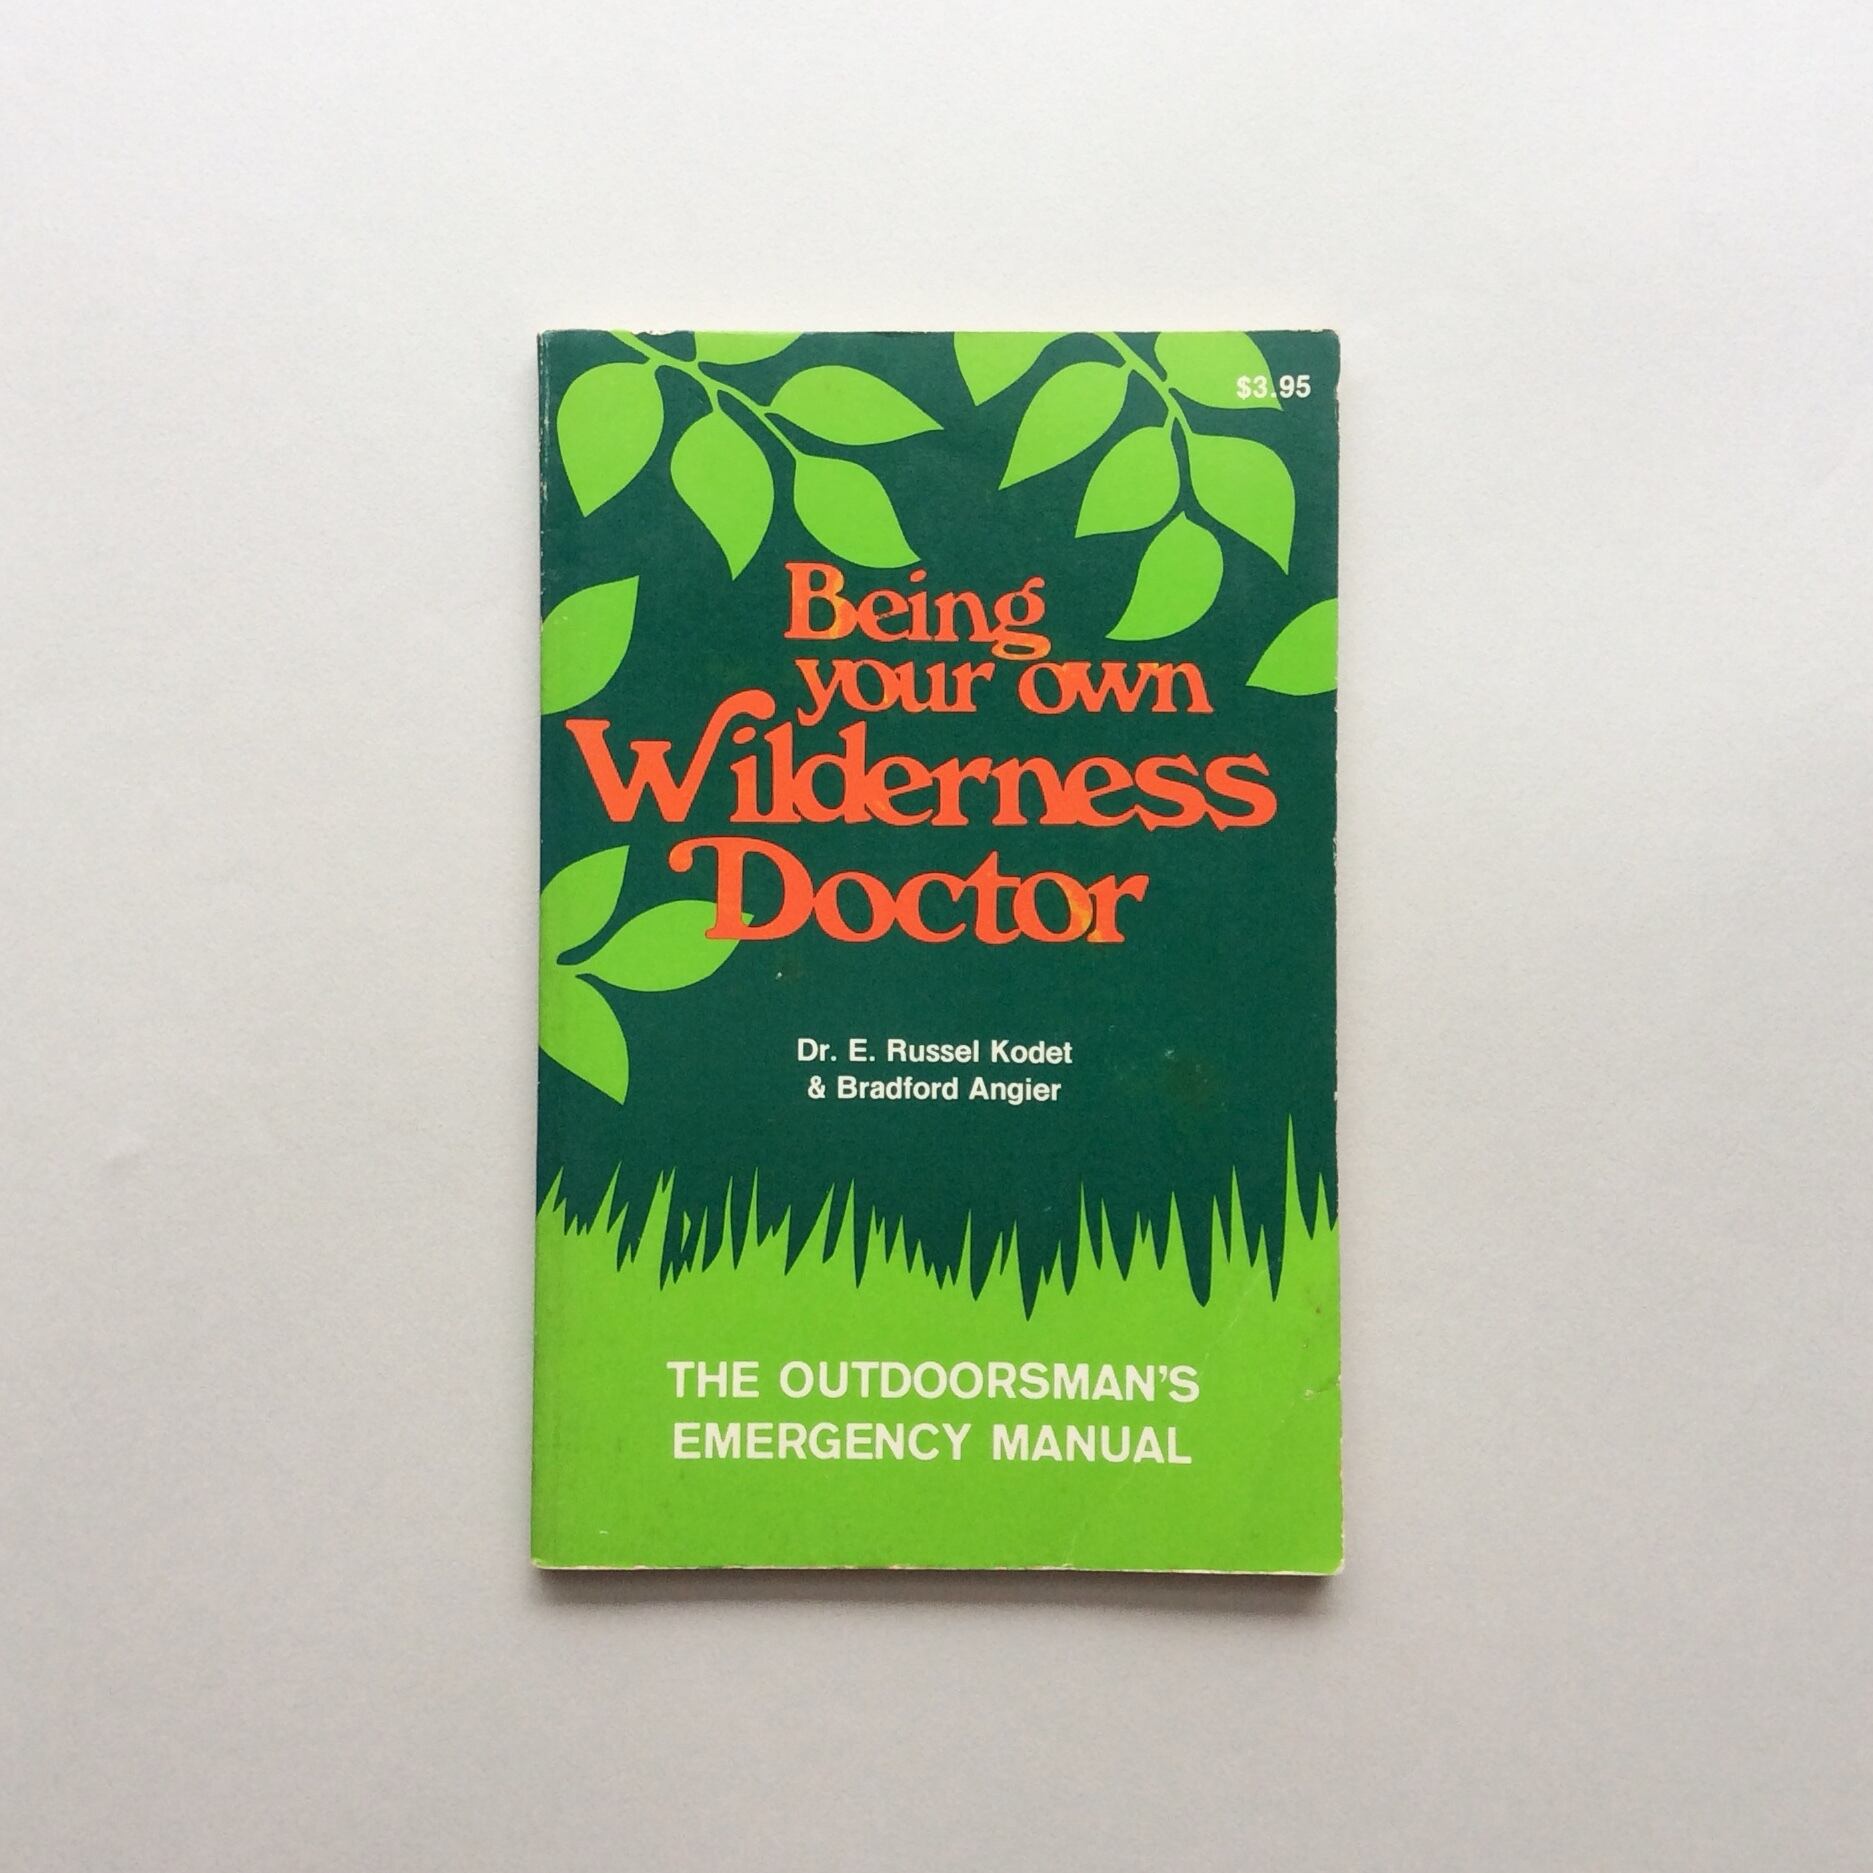 $3.95
Being
your own
Wilderness
Doctor
Dr. E. Russel Kodet
& Bradford Angier
THE OUTDOORSMAN'S
EMERGENCY MANUAL